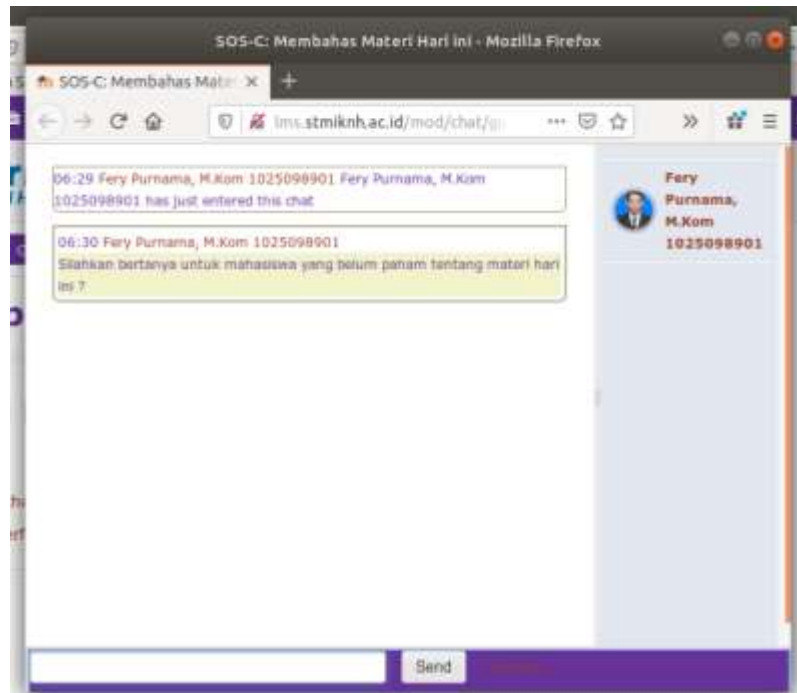 SOS-C: Membahas Materi Hari Ini - Mozilla Firefox
SOS-C: Membahas Mate
lms.stmiknh.ac.id/mod/chat/g
06:29 Fery Purnama, M.Kom 1025098901 Fery Purnama, M.Kom
1025098901 has just entered this chat
06:30 Fery Purnama, M.Kom 1025098901
Silahkan bertanya untuk mahasiswa yang belum paham tentang materi hari
ini ?
Fery
Purnama,
M.Kom
1025098901
Send